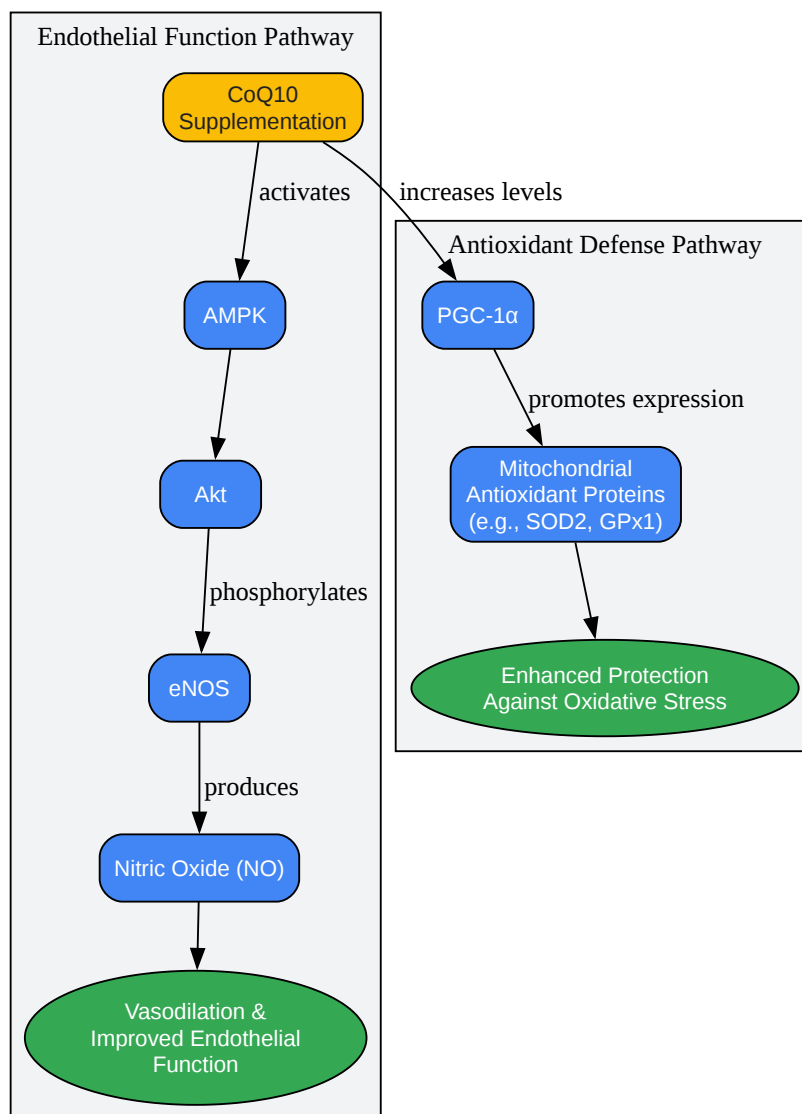 Endothelial Function Pathway
CoQ10
Supplementation
activates
increases levels
Antioxidant Defense Pathway
AMPK
PGC-1α
promotes expression
Akt
Mitochondrial
Antioxidant Proteins
(e.g., SOD2, GPx1)
phosphorylates
eNOS
Enhanced Protection
Against Oxidative Stress
produces
Nitric Oxide (NO)
Vasodilation &
Improved Endothelial
Function